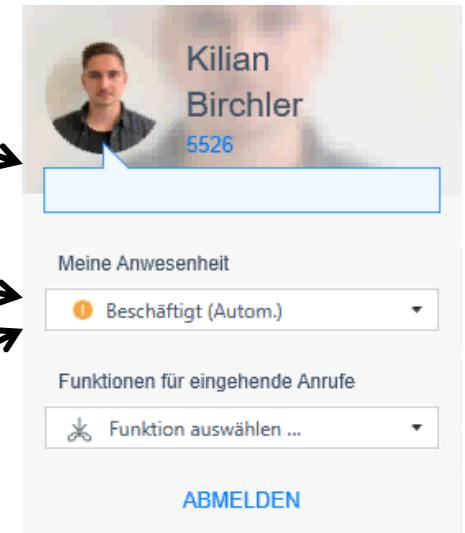 Kilian
Birchler
5526
Meine Anwesenheit
Beschäftigt (Autom.)
Funktionen für eingehende Anrufe
Funktion auswählen ...
ABMELDEN